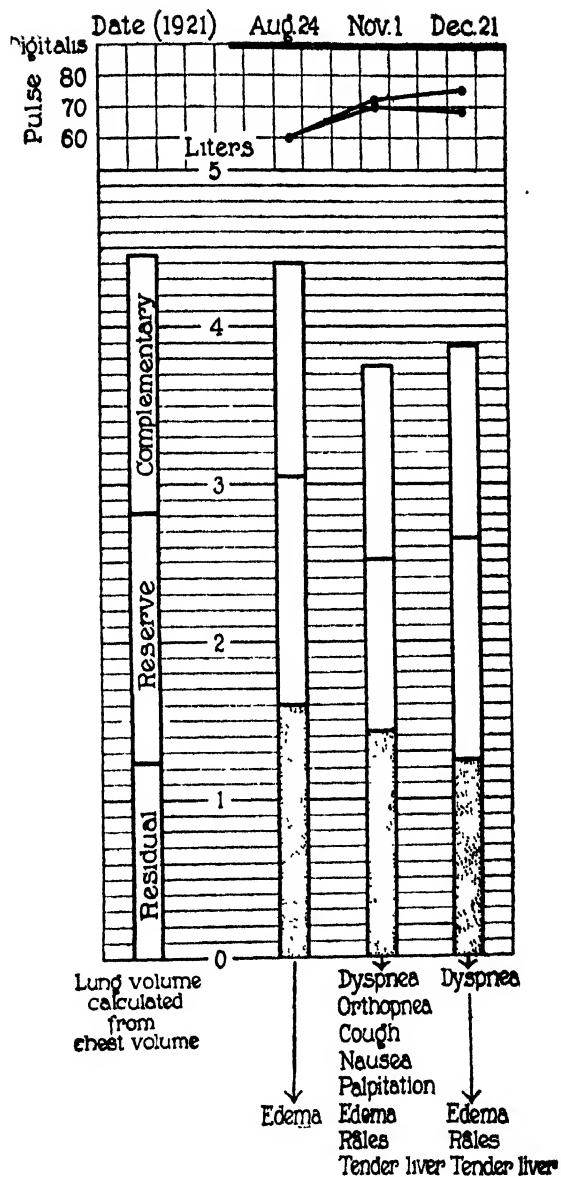 Date (1921) Aug.24 Nov.1 Dec.21
Digitalis
Pulse
80
70
60
Liters
5
4
3
2
1
0
Complementary
Reserve
Residual
Lung volume
calculated
from
chest volume
Edema
Dyspnea
Orthopnea
Cough
Nausea
Palpitation
Edema
Râles
Tender liver
Dyspnea
Edema
Râles
Tender liver